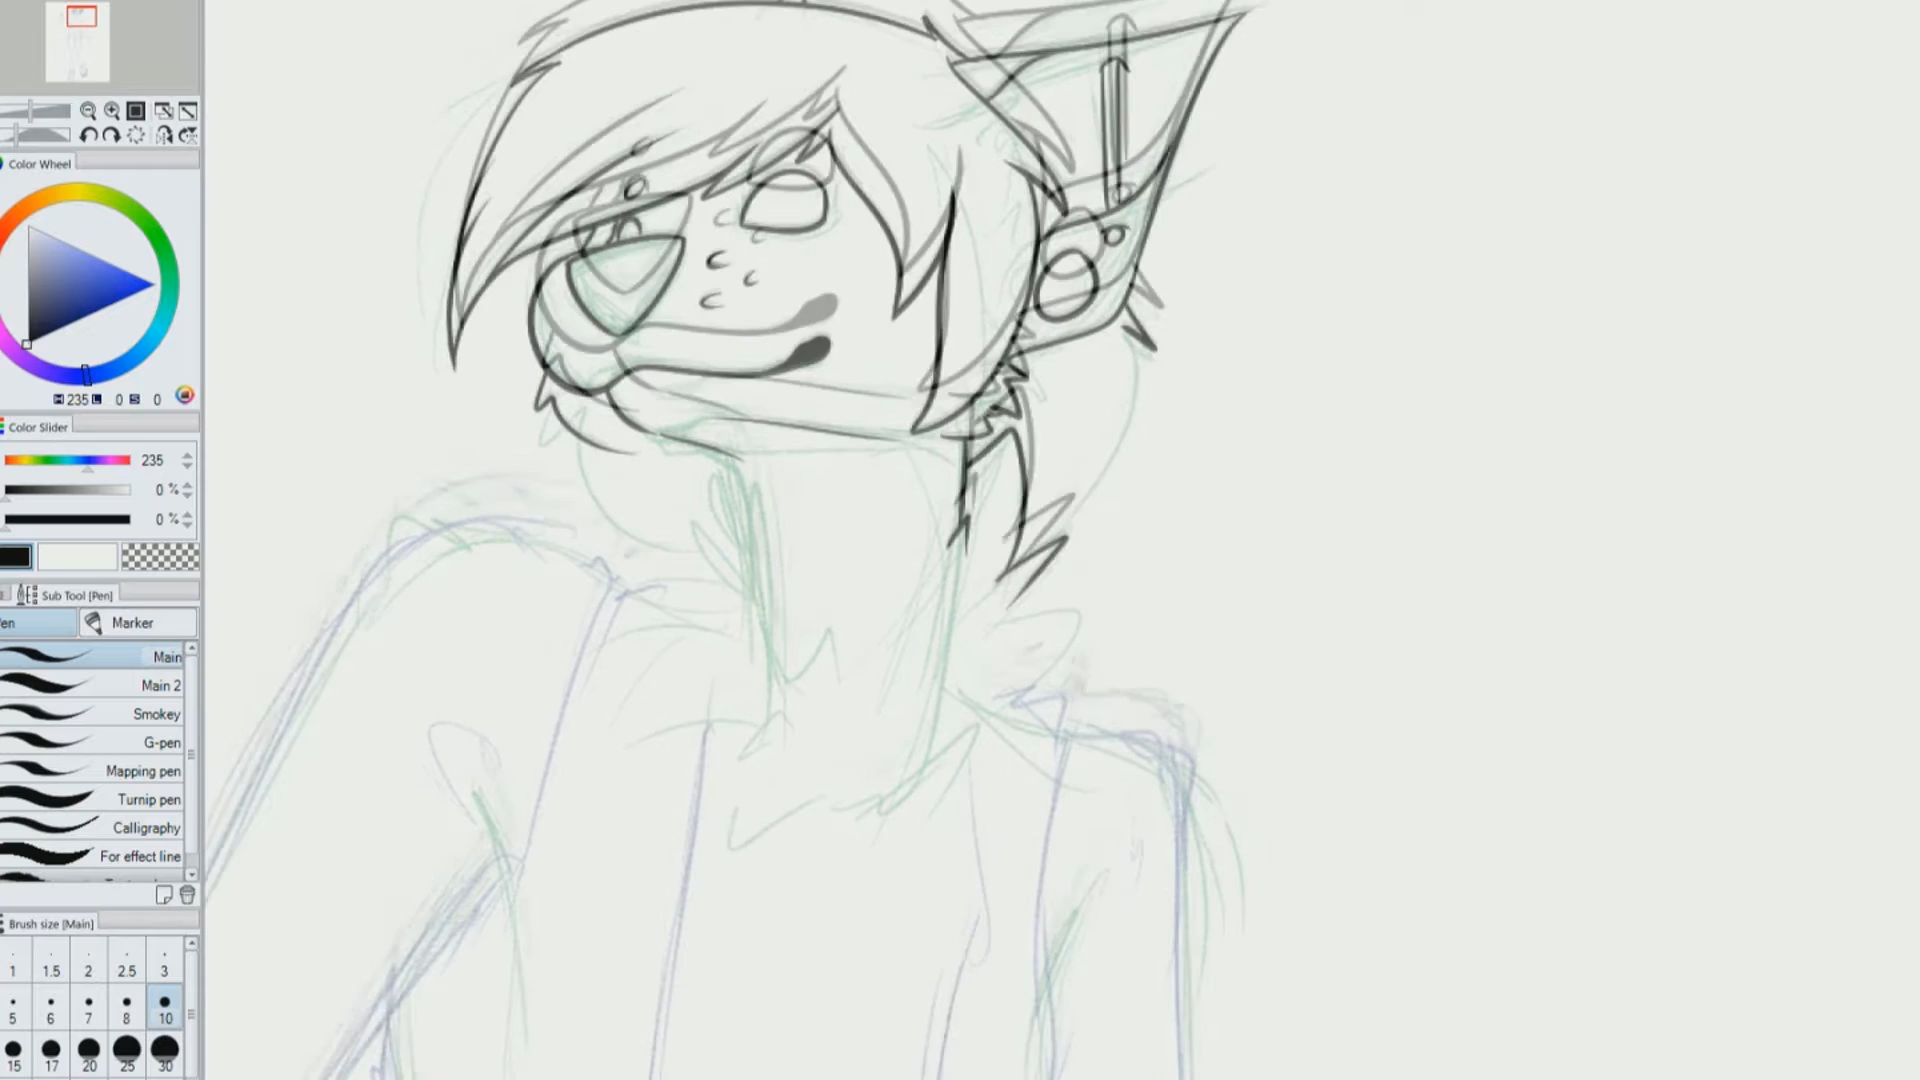 Color Wheel
H 235 L 0 S 0
Color Slider
235
0 %
0 %
Sub Tool [Pen]
Marker
Main
Main 2
Smokey
G-pen
Mapping pen
Turnip pen
Calligraphy
For effect line
Brush size [Main]
1 1.5 2 2.5 3
5 6 7 8 10
15 17 20 25 30